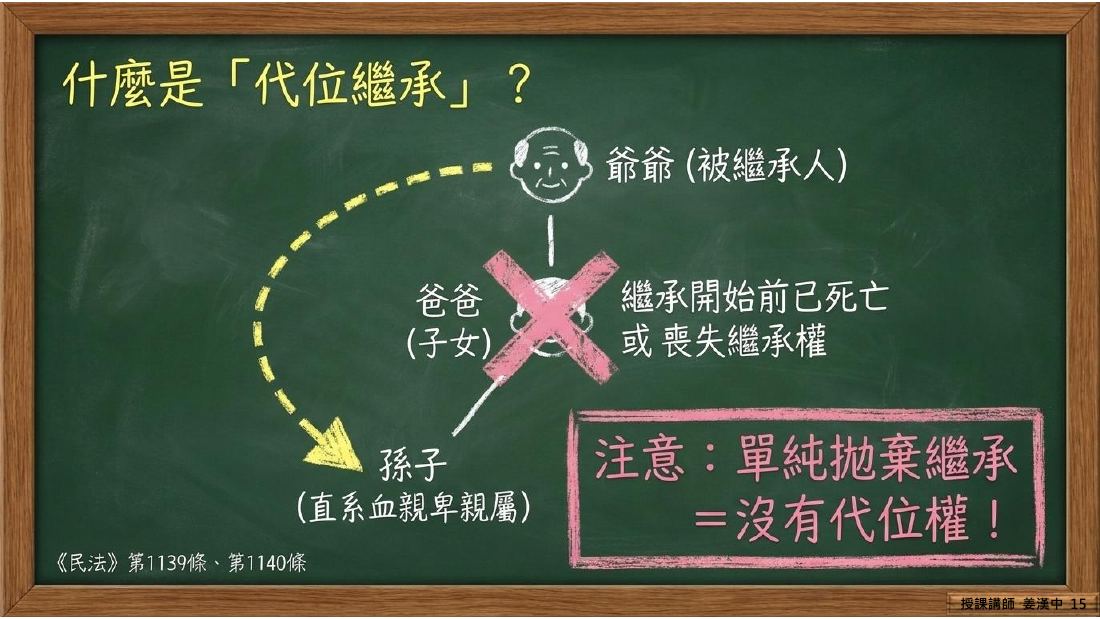 什麼是「代位繼承」？
爺爺 (被繼承人)
爸爸
(子女)
繼承開始前已死亡
或 喪失繼承權
孫子
(直系血親卑親屬)
注意：單純拋棄繼承
＝沒有代位權！
《民法》第1139條、第1140條
授課講師 姜漢中 15